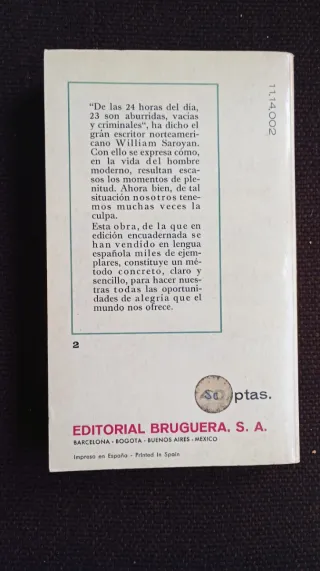 11.14.002
"De las 24 horas del dia,
23 son aburridas, vacias
y criminales", ha dicho el
grán escritor norteameri-
cano William Saroyan.
Con ello se expresa cómo,
en la vida del hombre
moderno, resultan esca-
sos los momentos de ple-
nitud. Ahora bien, de tal
situación nosotros tene-
mos muchas veces la
culpa.
Esta obra, de la que en
edición encuadernada se
han vendido en lengua
española miles de ejem-
plares, constituye un mé-
todo concreto, claro y
sencillo, para hacer nues-
tras todas las oportuni-
dades de alegría que el
mundo nos ofrece.
2
ptas.
EDITORIAL BRUGUERA, S. A.
BARCELONA - BOGOTA - BUENOS AIRES - MEXICO
Impreso en España - Printed in Spain